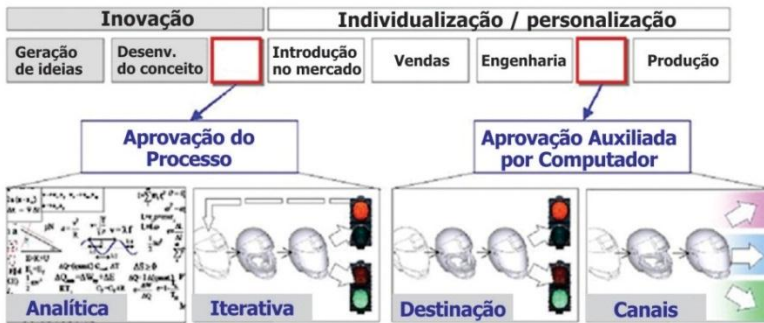 Inovação
Individualização / personalização
Geração
de ideias
Desenv.
do conceito
Introdução
no mercado
Vendas
Engenharia
Produção
Aprovação do
Processo
Aprovação Auxiliada
por Computador
Analítica
Iterativa
Destinação
Canais